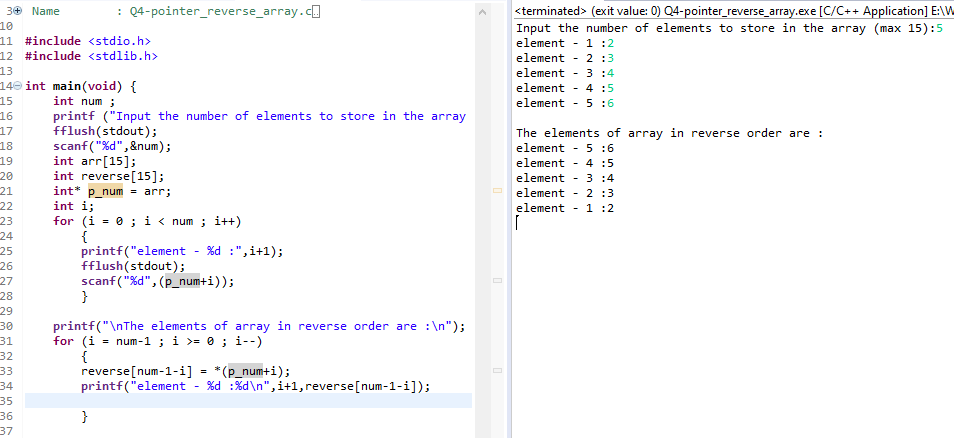 3 Name : Q4-pointer_reverse_array.c..
10
11 #include <stdio.h>
12 #include <stdlib.h>
13
14 int main(void) {
15 int num ;
16 printf ("Input the number of elements to store in the array
17 fflush(stdout);
18 scanf("%d",&num);
19 int arr[15];
20 int reverse[15];
21 int* p_num = arr;
22 int i;
23 for (i = 0 ; i < num ; i++)
24 {
25 printf("element - %d :",i+1);
26 fflush(stdout);
27 scanf("%d",(p_num+i));
28 }
29
30 printf("\nThe elements of array in reverse order are :\n");
31 for (i = num-1 ; i >= 0 ; i--)
32 {
33 reverse[num-1-i] = *(p_num+i);
34 printf("element - %d :%d\n",i+1,reverse[num-1-i]);
35
36 }
37
<terminated> (exit value: 0) Q4-pointer_reverse_array.exe [C/C++ Application] E:\W
Input the number of elements to store in the array (max 15):5
element - 1 :2
element - 2 :3
element - 3 :4
element - 4 :5
element - 5 :6
The elements of array in reverse order are :
element - 5 :6
element - 4 :5
element - 3 :4
element - 2 :3
element - 1 :2